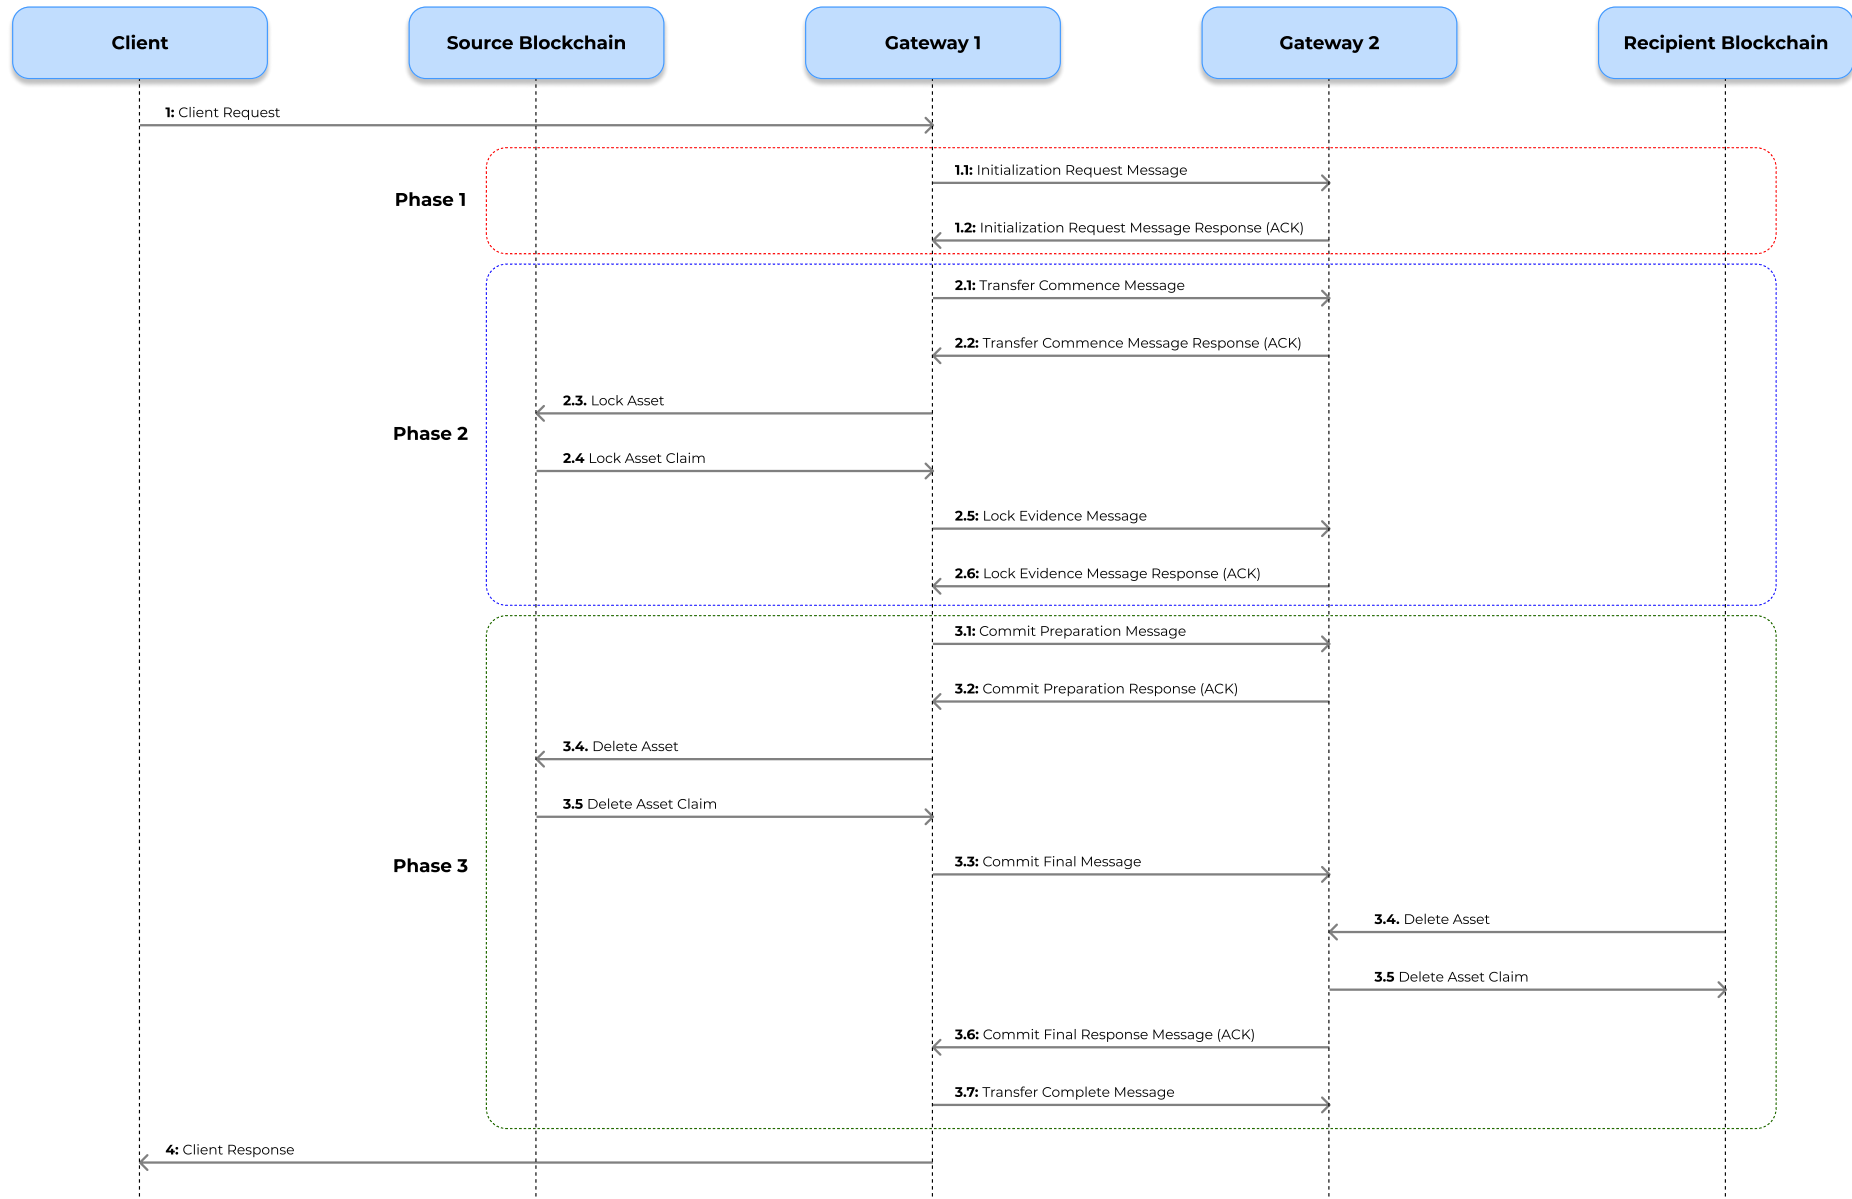 Client
Source Blockchain
Gateway 1
Gateway 2
Recipient Blockchain
1: Client Request
1.1: Initialization Request Message
Phase 1
1.2: Initialization Request Message Response (ACK)
2.1: Transfer Commence Message
2.2: Transfer Commence Message Response (ACK)
2.3. Lock Asset
Phase 2
2.4 Lock Asset Claim
2.5: Lock Evidence Message
2.6: Lock Evidence Message Response (ACK)
3.1: Commit Preparation Message
3.2: Commit Preparation Response (ACK)
3.4. Delete Asset
3.5 Delete Asset Claim
Phase 3
3.3: Commit Final Message
3.4. Delete Asset
3.5 Delete Asset Claim
3.6: Commit Final Response Message (ACK)
3.7: Transfer Complete Message
4: Client Response